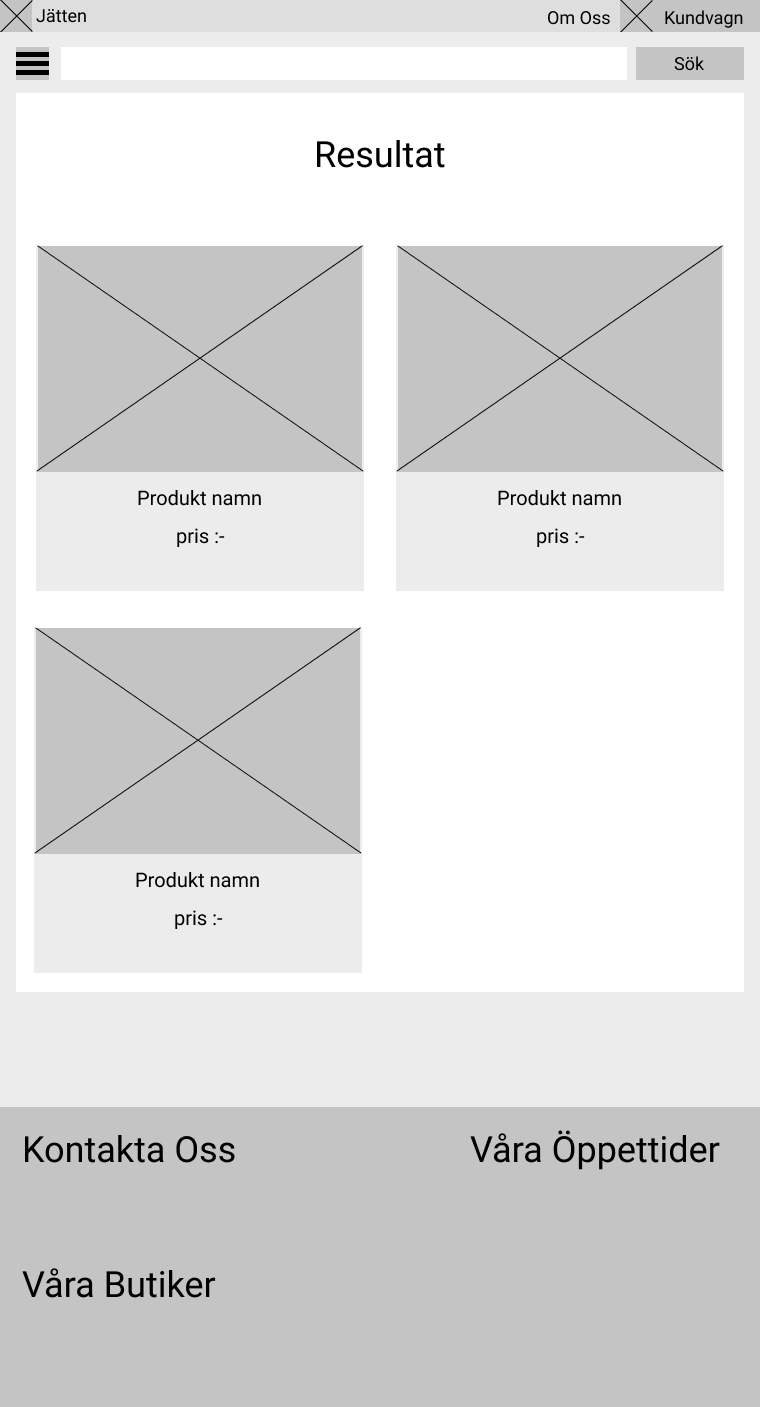 Jätten
Om Oss
Kundvagn
Sök
Resultat
Produkt namn
pris :-
Produkt namn
pris :-
Produkt namn
pris :-
Kontakta Oss
Våra Öppettider
Våra Butiker